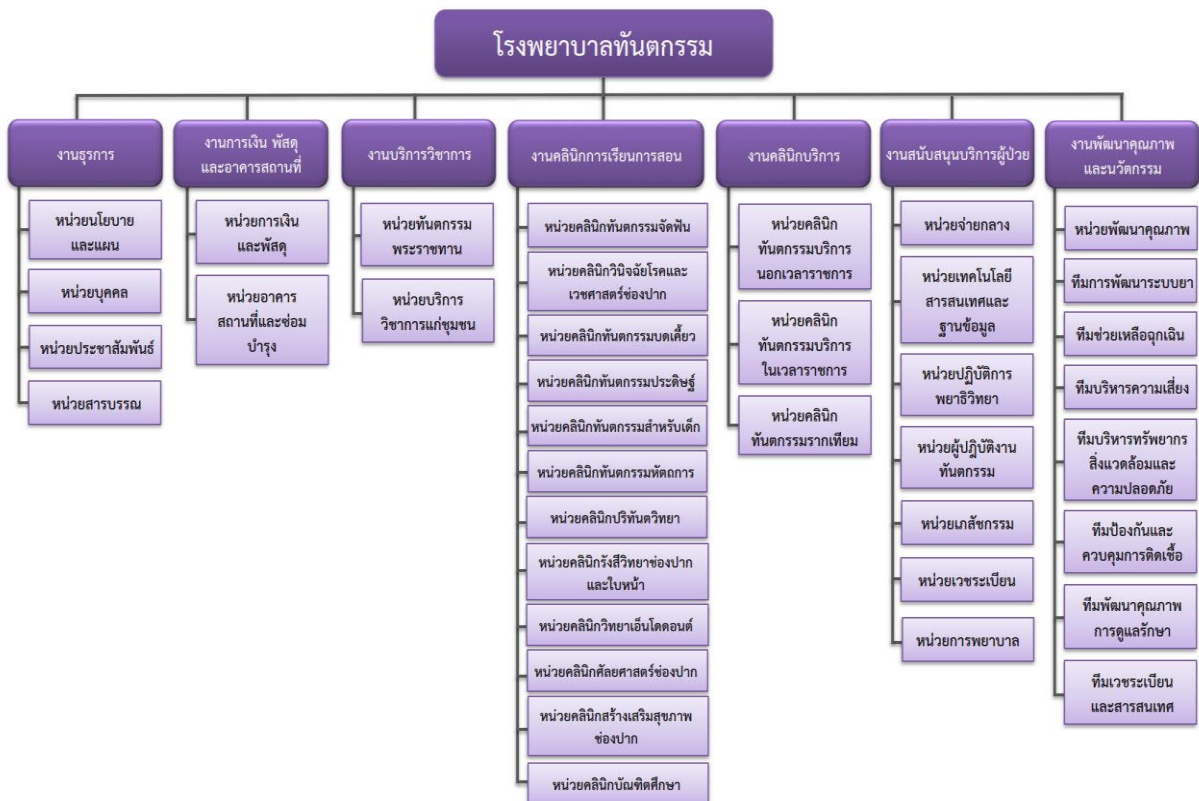 โรงพยาบาลทันตกรรม
งานธุรการ
หน่วยนโยบาย
และแผน
หน่วยบุคคล
หน่วยประชาสัมพันธ์
หน่วยสารบรรณ
งานการเงิน พัสดุ
และอาคารสถานที่
หน่วยการเงิน
และพัสดุ
หน่วยอาคาร
สถานที่และซ่อม
บำรุง
งานบริการวิชาการ
หน่วยทันตกรรม
พระราชทาน
หน่วยบริการ
วิชาการแก่ชุมชน
งานคลินิกการเรียนการสอน
หน่วยคลินิกทันตกรรมจัดฟัน
หน่วยคลินิกวินิจฉัยโรคและ
เวชศาสตร์ช่องปาก
หน่วยคลินิกทันตกรรมบดเคี้ยว
หน่วยคลินิกทันตกรรมประดิษฐ์
หน่วยคลินิกทันตกรรมสำหรับเด็ก
หน่วยคลินิกทันตกรรมหัตถการ
หน่วยคลินิกปริทันตวิทยา
หน่วยคลินิกรังสีวิทยาช่องปาก
และใบหน้า
หน่วยคลินิกวิทยาเอ็นโดดอนต์
หน่วยคลินิกศัลยศาสตร์ช่องปาก
หน่วยคลินิกสร้างเสริมสุขภาพ
ช่องปาก
หน่วยคลินิกบัณฑิตศึกษา
งานคลินิกบริการ
หน่วยคลินิก
ทันตกรรมบริการ
นอกเวลาราชการ
หน่วยคลินิก
ทันตกรรมบริการ
ในเวลาราชการ
หน่วยคลินิก
ทันตกรรมรากเทียม
งานสนับสนุนบริการผู้ป่วย
หน่วยจ่ายกลาง
หน่วยเทคโนโลยี
สารสนเทศและ
ฐานข้อมูล
หน่วยปฏิบัติการ
พยาธิวิทยา
หน่วยผู้ปฏิบัติงาน
ทันตกรรม
หน่วยเภสัชกรรม
หน่วยเวชระเบียน
หน่วยการพยาบาล
งานพัฒนาคุณภาพ
และนวัตกรรม
หน่วยพัฒนาคุณภาพ
ทีมการพัฒนาระบบยา
ทีมช่วยเหลือฉุกเฉิน
ทีมบริหารความเสี่ยง
ทีมบริหารทรัพยากร
สิ่งแวดล้อมและ
ความปลอดภัย
ทีมป้องกันและ
ควบคุมการติดเชื้อ
ทีมพัฒนาคุณภาพ
การดูแลรักษา
ทีมเวชระเบียน
และสารสนเทศ